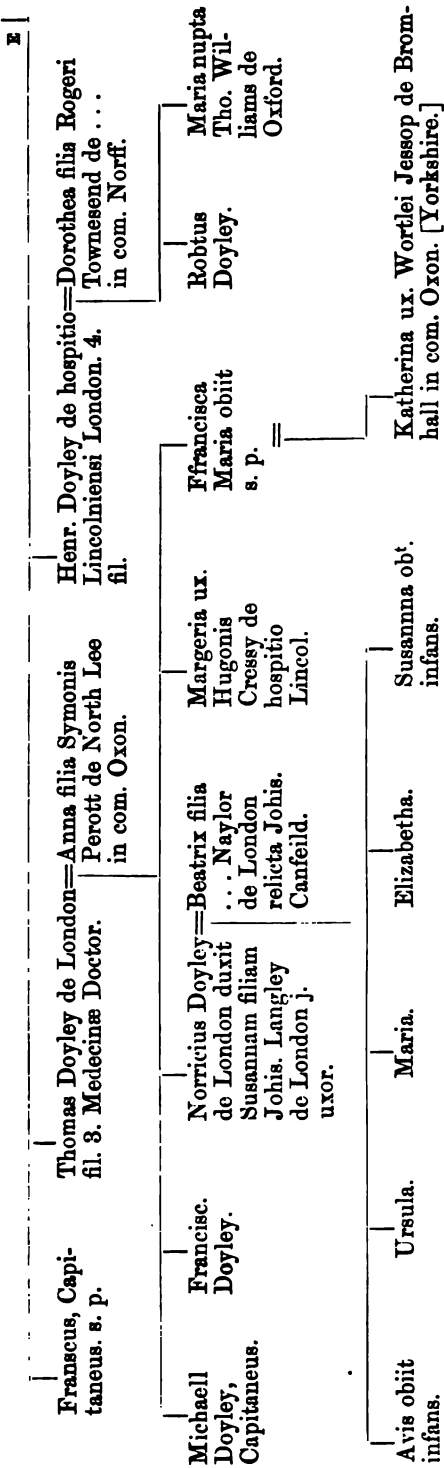 E
Franscus, Capi-
taneus. s. p.
Thomas Doyley de London=Anna filia Symonis
fil. 3. Medecinæ Doctor.
Perott de North Lee
in com. Oxon.
Henr. Doyley de hospitio=Dorothea filia Rogeri
Lincolniensi London. 4.
fil.
Townesend de ...
in com. Norff.
Michaell
Doyley,
Capitaneus.
Francisc.
Doyley.
Norricius Doyley=Beatrix filia
de London duxit
Susannam filiam
Johis. Langley
de London j.
uxor.
... Naylor
de London
relicta Johis.
Canfeild.
Margeria ux.
Hugonis
Cressy de
hospitio
Lincol.
Ffrancisca
Maria obiit
s. p.
=
Robtus
Doyley.
Maria nupta
Tho. Wil-
liams de
Oxford.
Avis obiit
infans.
Ursula.
Maria.
Elizabetha.
Susannna obt.
infans.
Katherina ux. Wortlei Jessop de Brom-
hall in com. Oxon. [Yorkshire.]